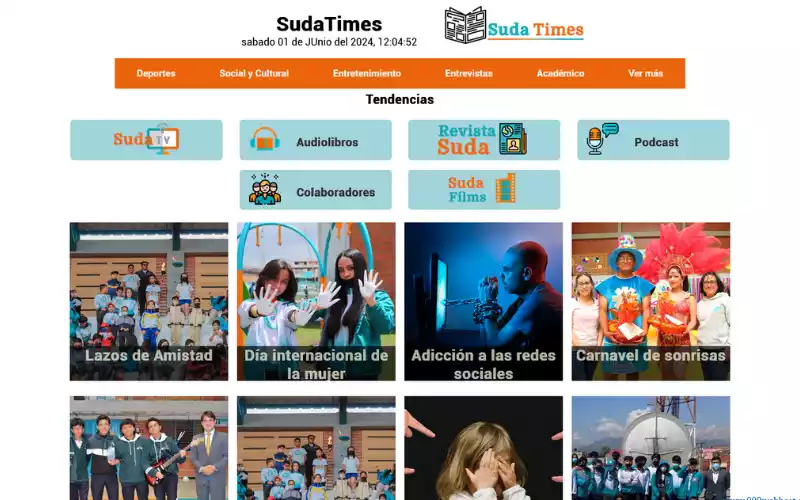 SudaTimes
sabado 01 de JUnio del 2024, 12:04:52
Suda Times
Deportes
Social y Cultural
Entretenimiento
Entrevistas
Académico
Ver más
Tendencias
Suda TV
Audiolibros
Revista
Suda
Podcast
Colaboradores
Suda
Films
Lazos de Amistad
Día internacional de
la mujer
Adicción a las redes
sociales
Carnavel de sonrisas